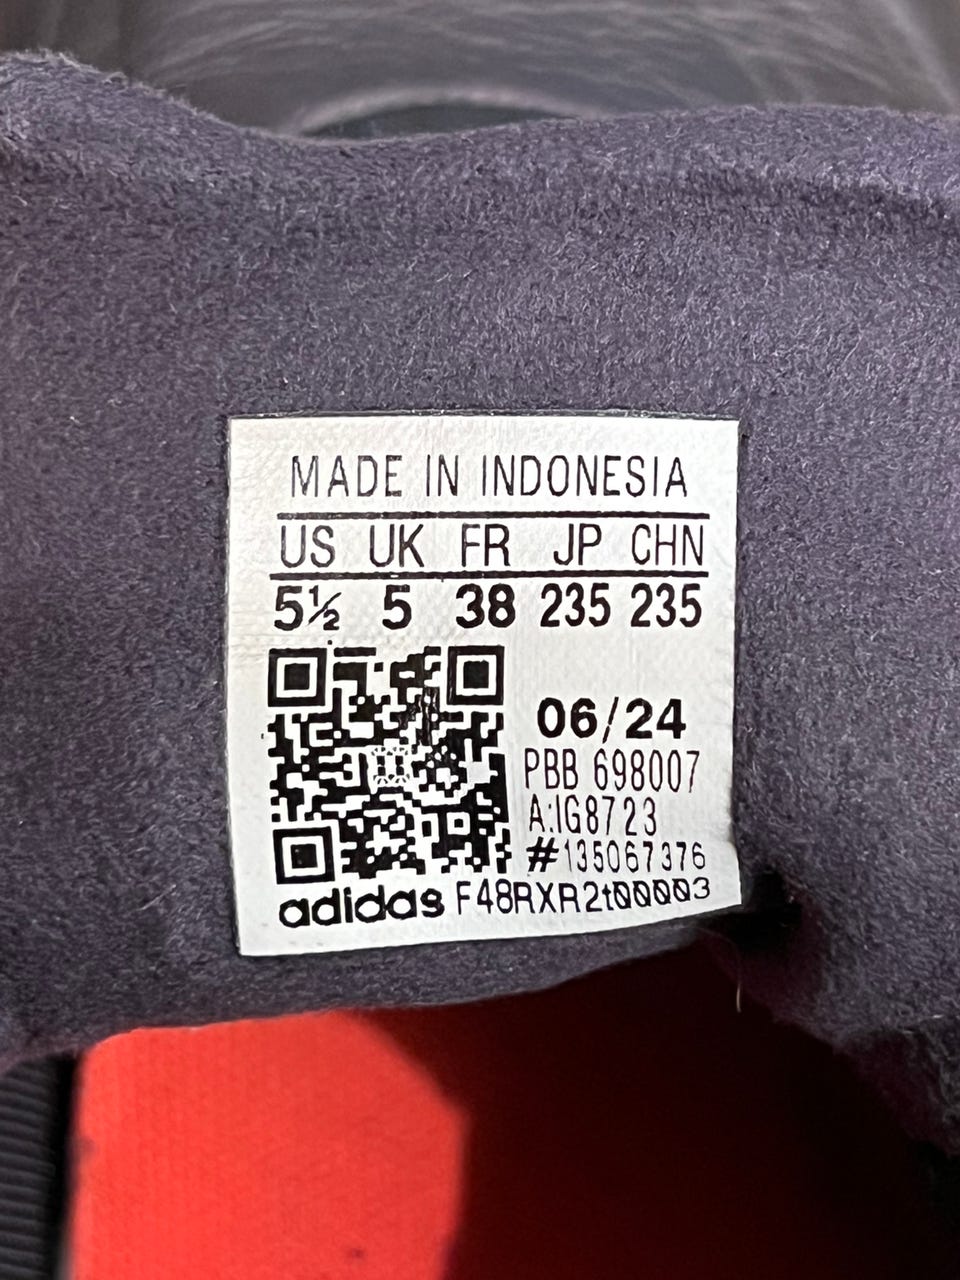 MADE IN INDONESIA
US UK FR JP CHN
5½ 5 38 235 235
06/24
PBB 698007
A:IG8723
#135067376
adidas F48RXR2t00003